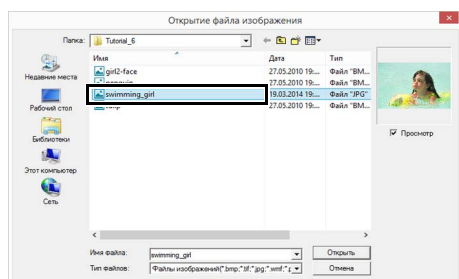 Открытие файла изображения
Папка: Tutorial_6
Имя Дата Тип
girl2-face 27.05.2010 19:... Файл "BM...
27.05.2010 19:... Файл "BM...
swimming_girl 19.03.2014 19:... Файл "JPG"
27.05.2010 19:... Файл "BM...
Недавние места
Рабочий стол
Библиотеки
Этот компьютер
Сеть
Просмотр
Имя файла: swimming_girl Открыть
Тип файлов: Файлы изображений(*.bmp;*.tif;*.jpg;*.wmf;*.r Отмена